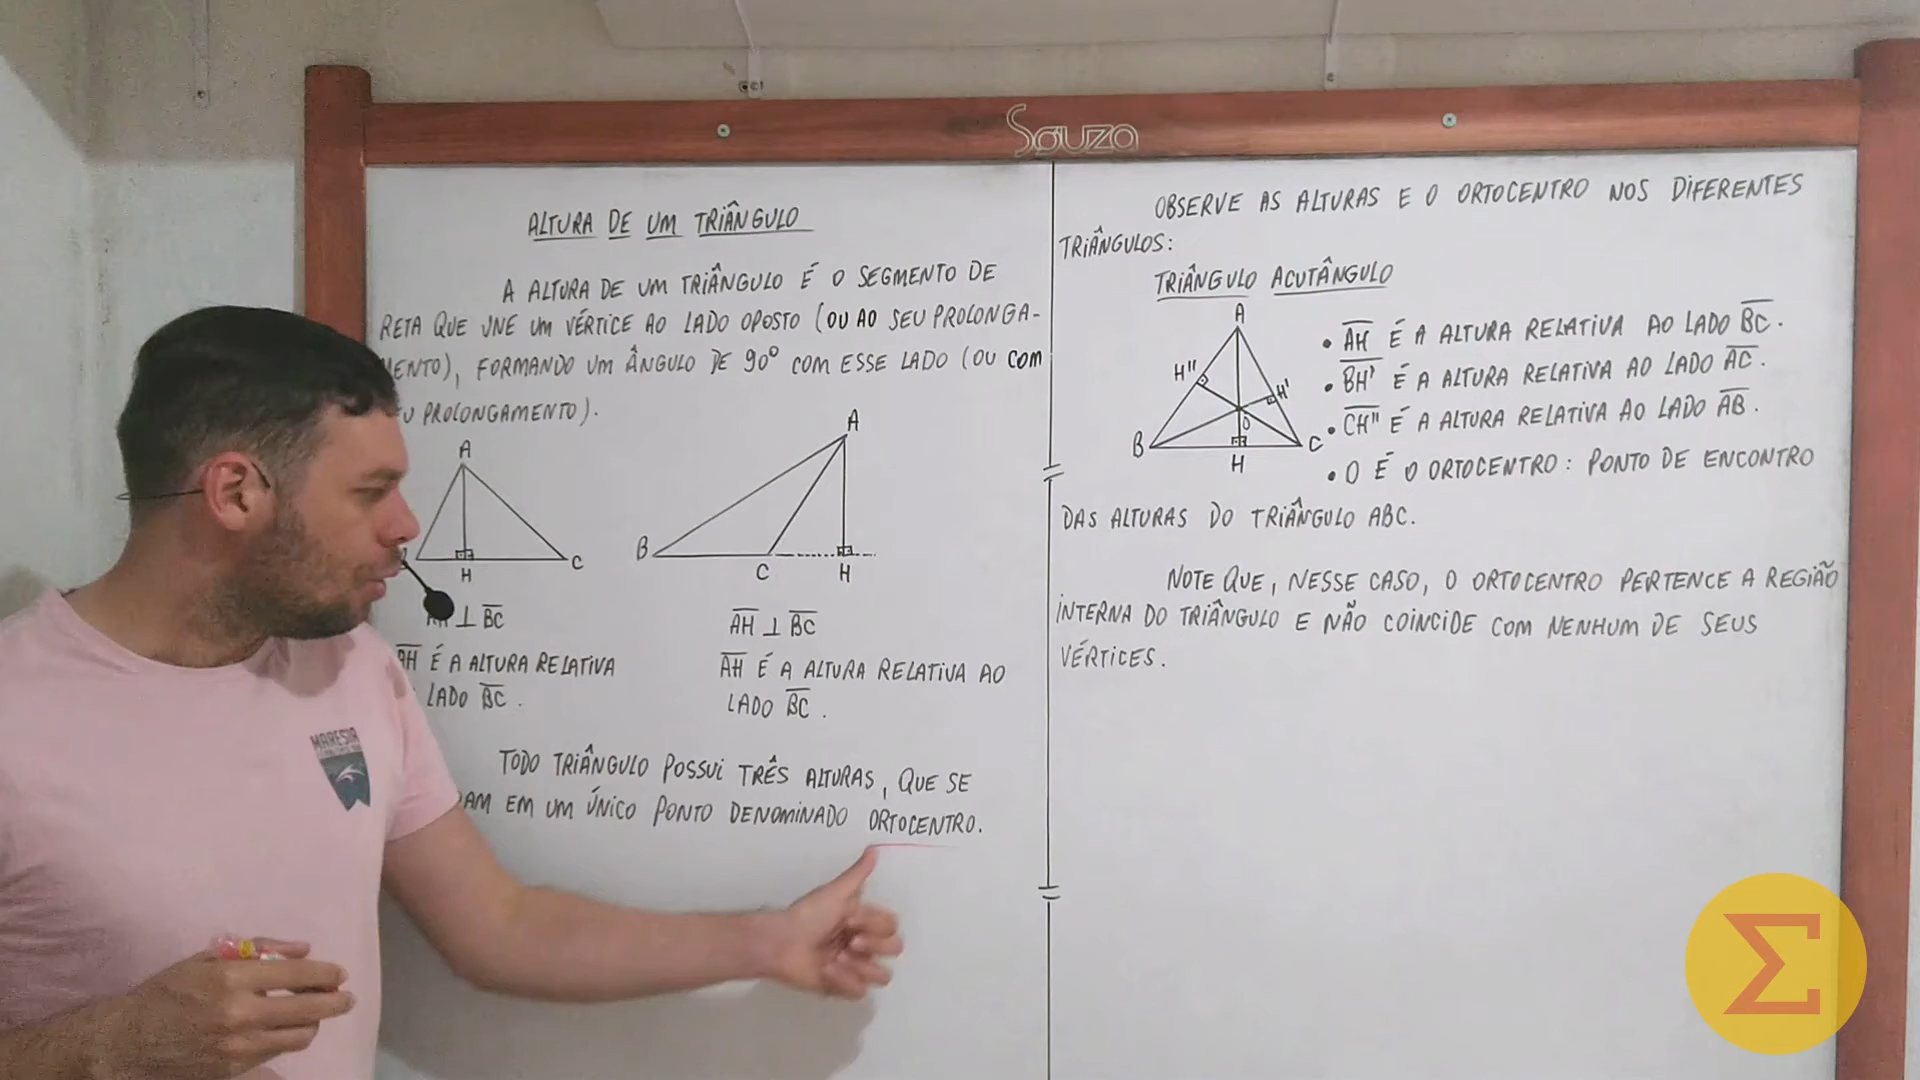 Souza
ALTURA DE UM TRIÂNGULO
A ALTURA DE UM TRIÂNGULO É O SEGMENTO DE
RETA QUE UNE UM VÉRTICE AO LADO OPOSTO (OU AO SEU PROLONGA-
MENTO), FORMANDO UM ÂNGULO DE 90º COM ESSE LADO (OU COM
U PROLONGAMENTO).
A
C
H
A
B
C
H
AH ⊥ BC
AH É A ALTURA RELATIVA
LADO BC.
AH ⊥ BC
AH É A ALTURA RELATIVA AO
LADO BC.
TODO TRIÂNGULO POSSUI TRÊS ALTURAS, QUE SE
AM EM UM ÚNICO PONTO DENOMINADO ORTOCENTRO.
OBSERVE AS ALTURAS E O ORTOCENTRO NOS DIFERENTES
TRIÂNGULOS:
TRIÂNGULO ACUTÂNGULO
A
H"
H'
O
B
C
H
• AH É A ALTURA RELATIVA AO LADO BC.
• BH' É A ALTURA RELATIVA AO LADO AC.
• CH" É A ALTURA RELATIVA AO LADO AB.
• O É O ORTOCENTRO: PONTO DE ENCONTRO
DAS ALTURAS DO TRIÂNGULO ABC.
NOTE QUE, NESSE CASO, O ORTOCENTRO PERTENCE A REGIÃO
INTERNA DO TRIÂNGULO E NÃO COINCIDE COM NENHUM DE SEUS
VÉRTICES.
MARESIA
Σ